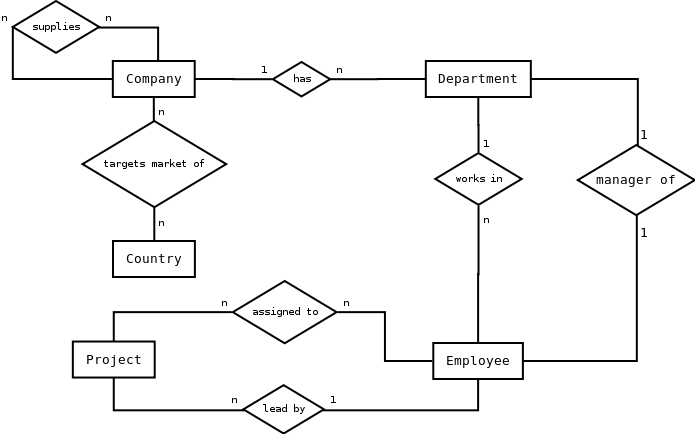 n
n
supplies
Company
1
has
n
Department
n
targets market of
n
Country
1
works in
n
1
manager of
1
n
assigned to
n
Project
Employee
n
lead by
1